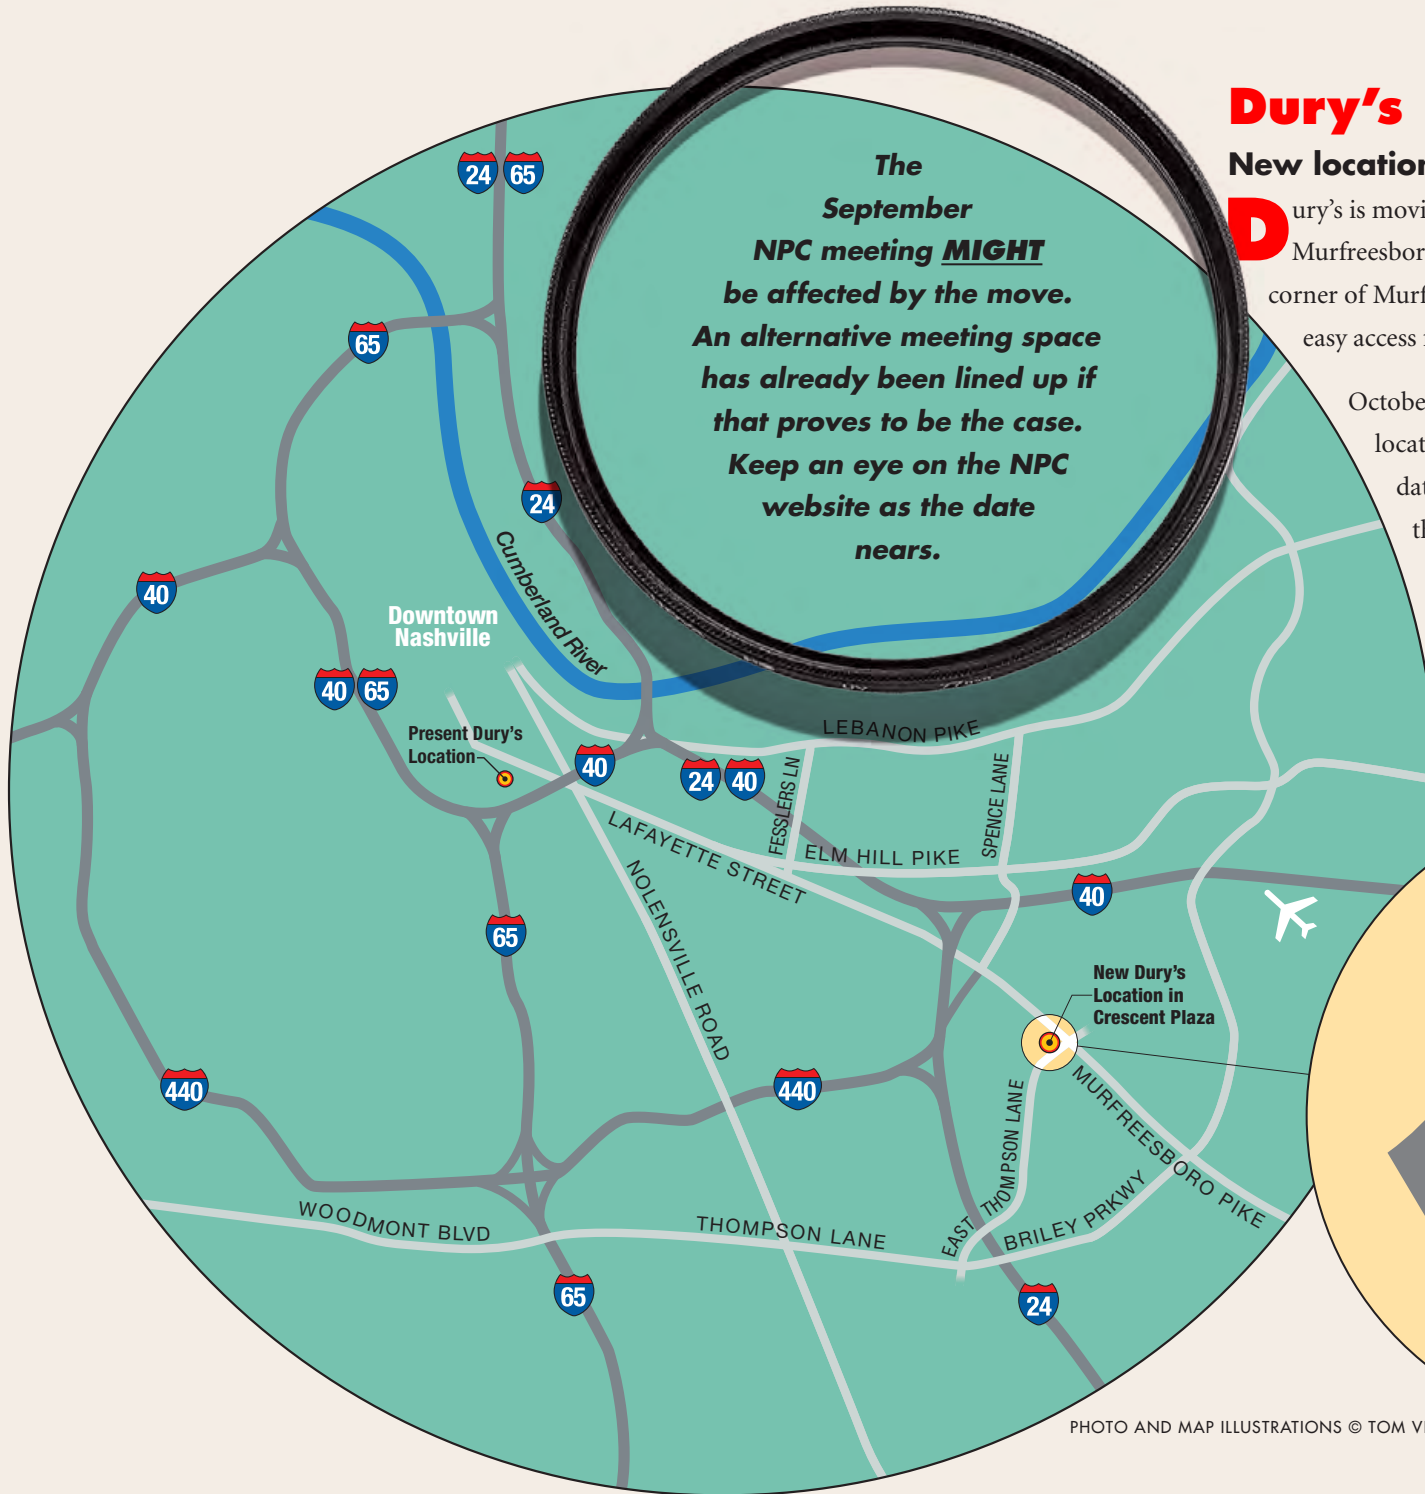 The
September
NPC meeting MIGHT
be affected by the move.
An alternative meeting space
has already been lined up if
that proves to be the case.
Keep an eye on the NPC
website as the date
nears.
Dury's
New location
Dury's is movi
Murfreesbor
corner of Murf
easy access
Octobe
locat
dat
th
24 65
65
24
40
Cumberland River
Downtown
Nashville
40 65
Present Dury's
Location
40
24 40
LEBANON PIKE
FESSLERS LN
SPENCE LANE
ELM HILL PIKE
LAFAYETTE STREET
NOLENSVILLE ROAD
40
65
New Dury's
Location in
Crescent Plaza
440
440
EAST THOMPSON LANE
MURFREESBORO PIKE
BRILEY PRKWY
WOODMONT BLVD
THOMPSON LANE
65
24
PHOTO AND MAP ILLUSTRATIONS © TOM V